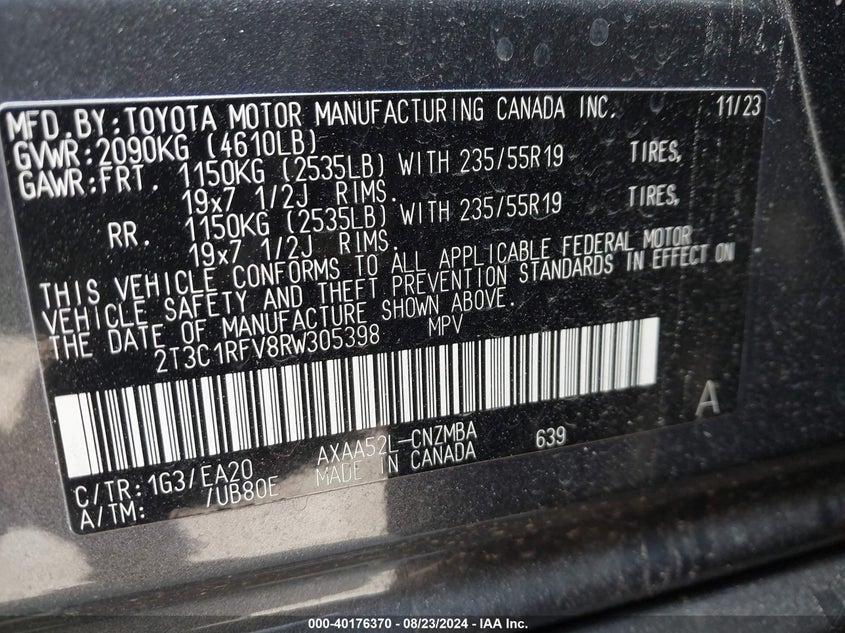 MFD.BY:TOYOTA MOTOR MANUFACTURING CANADA INC. 11/23
GVWR:2090KG (4610LB)
GAWR:FRT. 1150KG (2535LB) WITH 235/55R19 TIRES,
19x7 1/2J RIMS.
RR. 1150KG (2535LB) WITH 235/55R19 TIRES,
19x7 1/2J RIMS.
THIS VEHICLE CONFORMS TO ALL APPLICABLE FEDERAL MOTOR
VEHICLE SAFETY AND THEFT PREVENTION STANDARDS IN EFFECT ON
THE DATE OF MANUFACTURE SHOWN ABOVE.
2T3C1RFV8RW305398 MPV
A
C/TR:1G3/EA20 AXAA52L-CNZMBA 639
A/TM: /UB80E MADE IN CANADA
000-40176370 / 08/23/2024 - IAA Inc.